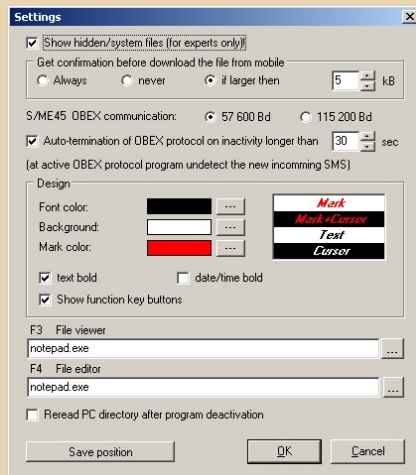 Settings
Show hidden/system files (for experts only)!
Get confirmation before download the file from mobile
Always never if larger then 5 kB
S/ME45 OBEX communication: 57 600 Bd 115 200 Bd
Auto-termination of OBEX protocol on inactivity longer than 30 sec
(at active OBEX protocol program undetect the new incomming SMS)
Design
Font color: ...
Background: ...
Mark color: ...
Mark
Mark+Cursor
Text
Cursor
text bold date/time bold
Show function key buttons
F3 File viewer
notepad.exe ...
F4 File editor
notepad.exe ...
Reread PC directory after program deactivation
Save position OK Cancel